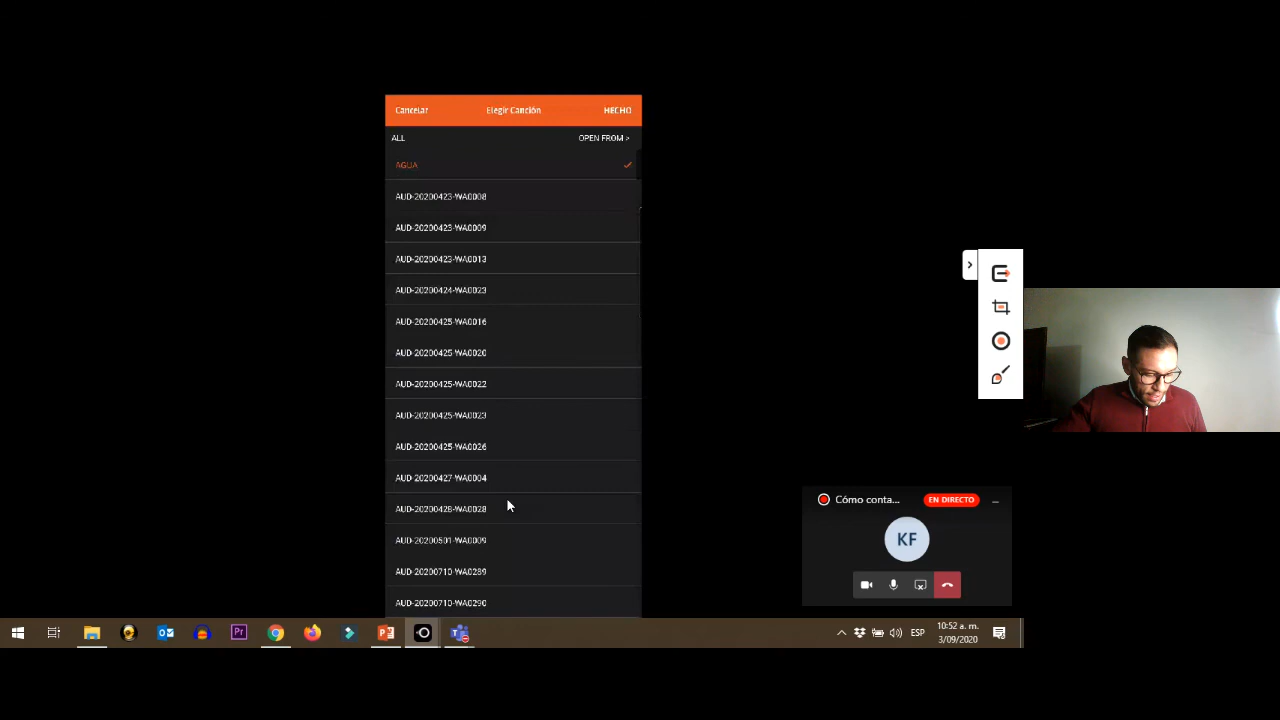 Cancelar Elegir Canción HECHO
ALL OPEN FROM >
AGUA
AUD-20200423-WA0008
AUD-20200423-WA0009
AUD-20200423-WA0013
AUD-20200424-WA0023
AUD-20200425-WA0016
AUD-20200425-WA0020
AUD-20200425-WA0022
AUD-20200425-WA0023
AUD-20200425-WA0026
AUD-20200427-WA0004
AUD-20200428-WA0028
AUD-20200501-WA0009
AUD-20200710-WA0289
AUD-20200710-WA0290
Cómo conta... EN DIRECTO
KF
Pr
ESP
10:52 a. m.
3/09/2020